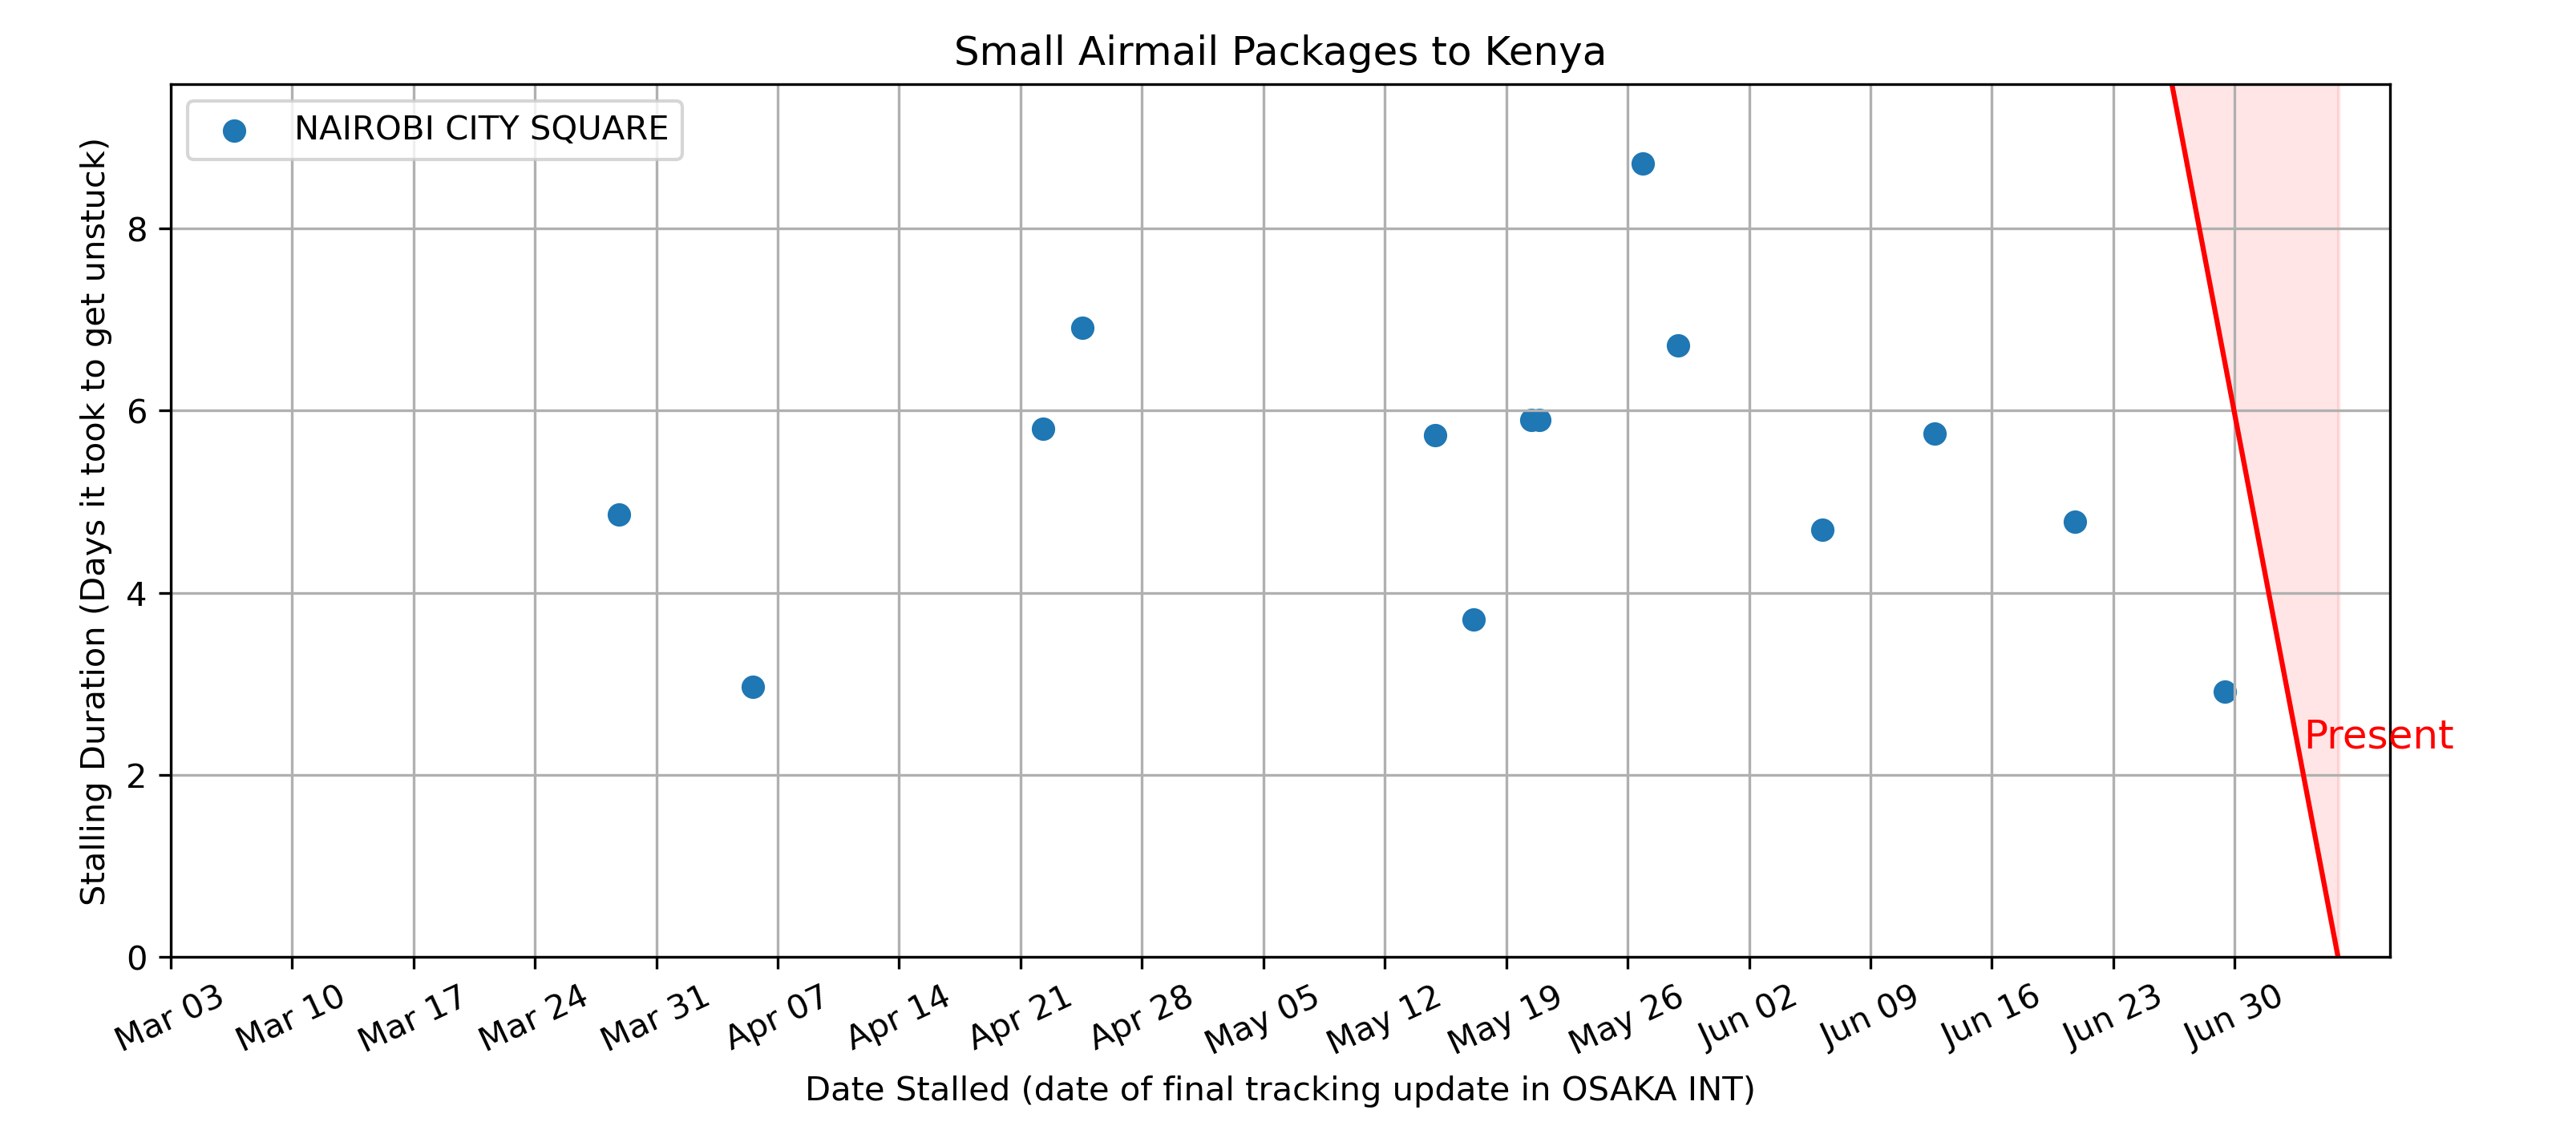 Small Airmail Packages to Kenya
NAIROBI CITY SQUARE
Stalling Duration (Days it took to get unstuck)
8
6
4
2
0
Present
Mar 03
Mar 10
Mar 17
Mar 24
Mar 31
Apr 07
Apr 14
Apr 21
Apr 28
May 05
May 12
May 19
May 26
Jun 02
Jun 09
Jun 16
Jun 23
Jun 30
Date Stalled (date of final tracking update in OSAKA INT)